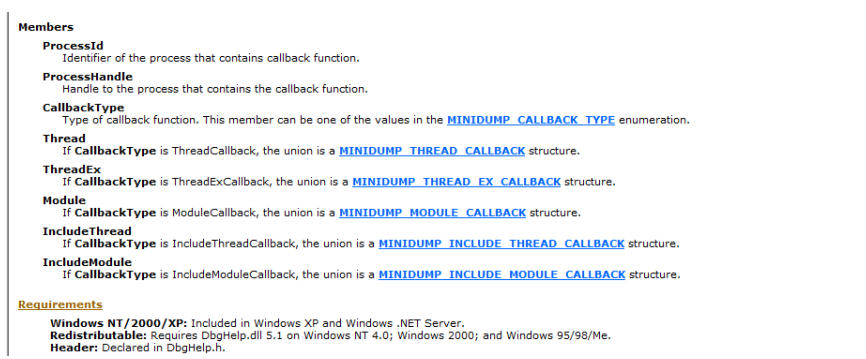 Members
ProcessId
Identifier of the process that contains callback function.
ProcessHandle
Handle to the process that contains the callback function.
CallbackType
Type of callback function. This member can be one of the values in the MINIDUMP_CALLBACK_TYPE enumeration.
Thread
If CallbackType is ThreadCallback, the union is a MINIDUMP_THREAD_CALLBACK structure.
ThreadEx
If CallbackType is ThreadExCallback, the union is a MINIDUMP_THREAD_EX_CALLBACK structure.
Module
If CallbackType is ModuleCallback, the union is a MINIDUMP_MODULE_CALLBACK structure.
IncludeThread
If CallbackType is IncludeThreadCallback, the union is a MINIDUMP_INCLUDE_THREAD_CALLBACK structure.
IncludeModule
If CallbackType is IncludeModuleCallback, the union is a MINIDUMP_INCLUDE_MODULE_CALLBACK structure.
Requirements
Windows NT/2000/XP: Included in Windows XP and Windows .NET Server.
Redistributable: Requires DbgHelp.dll 5.1 on Windows NT 4.0; Windows 2000; and Windows 95/98/Me.
Header: Declared in DbgHelp.h.